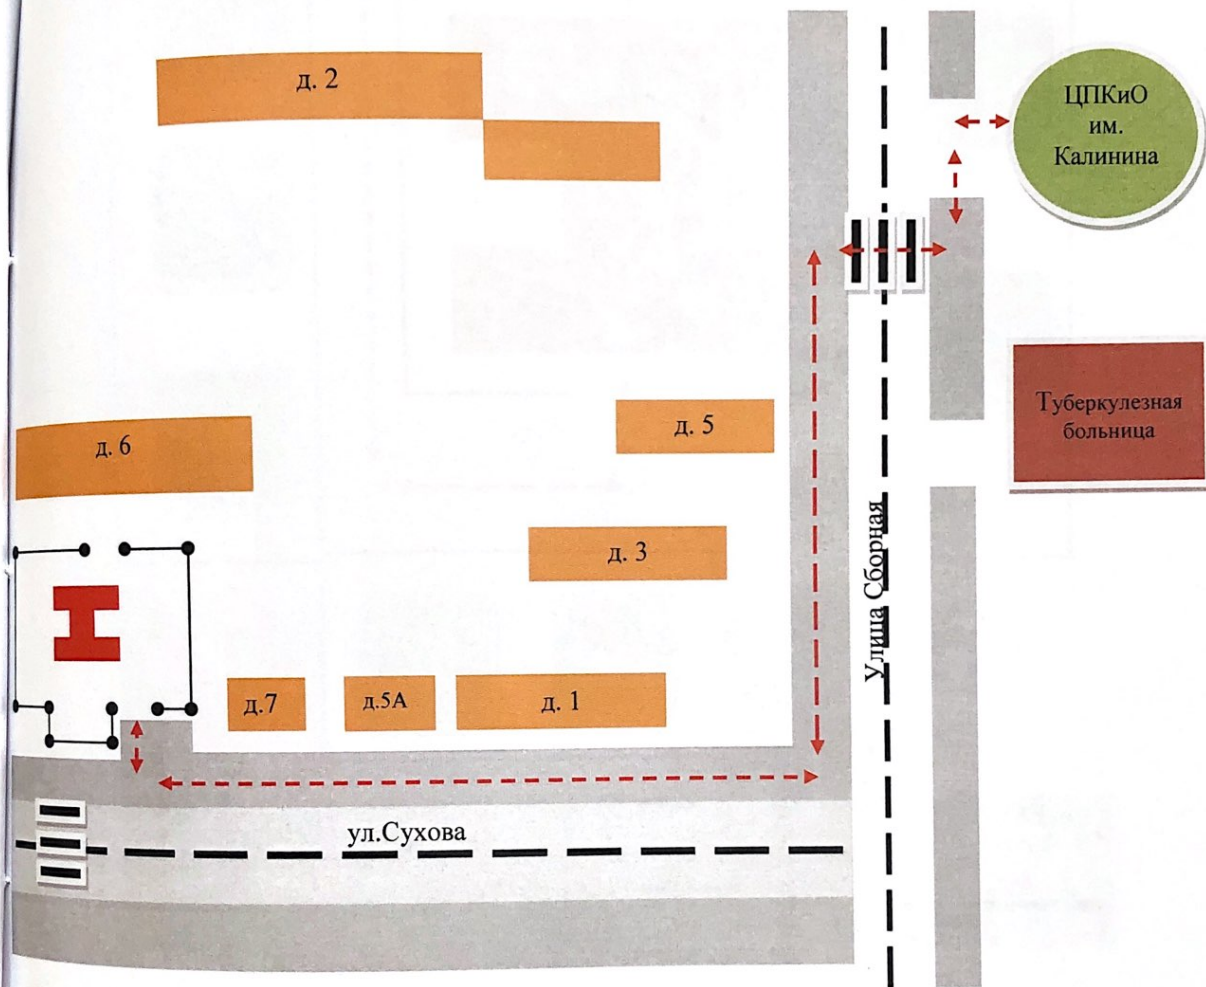 д. 2
ЦПКиО
им.
Калинина
Туберкулезная
больница
д. 5
д. 6
д. 3
Улица Сборная
д.7
д.5А
д. 1
ул.Сухова